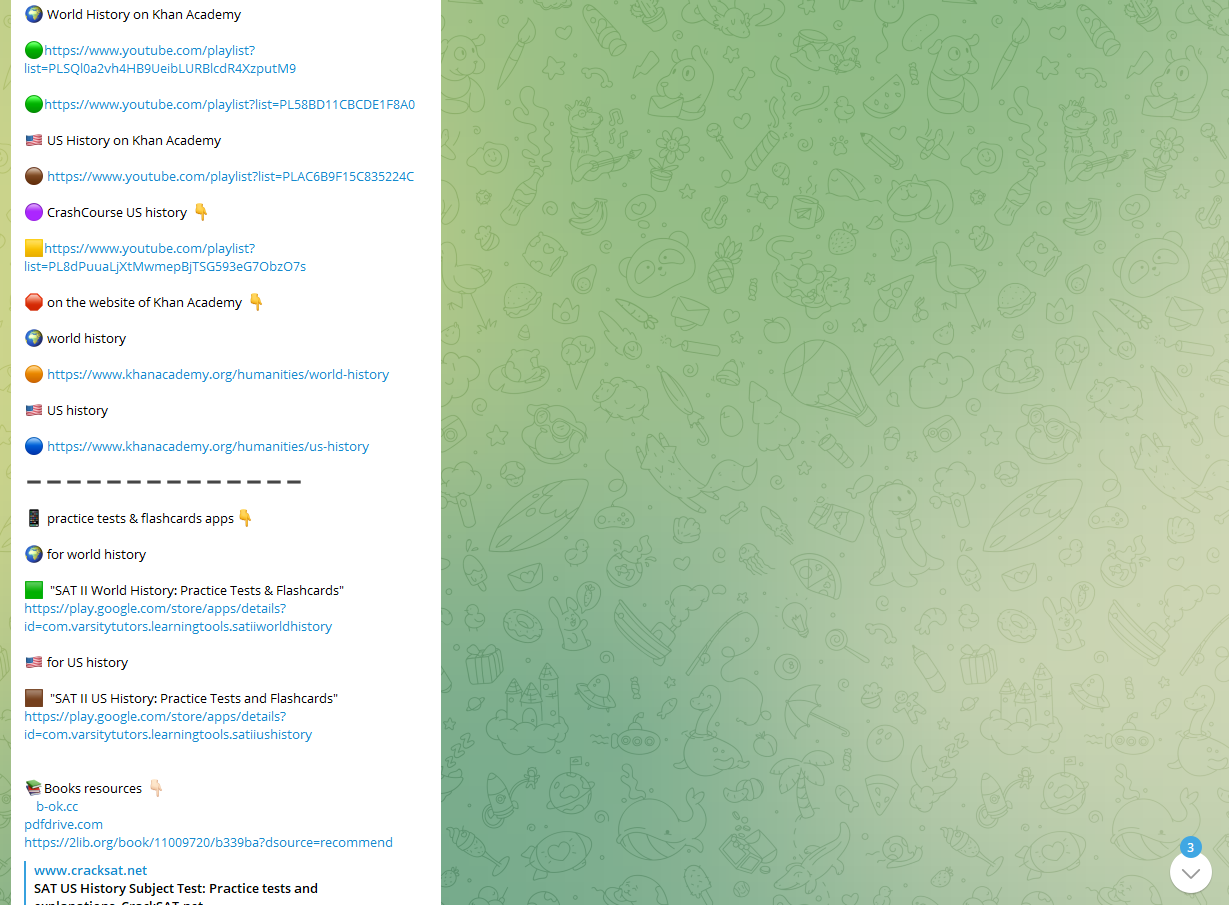 World History on Khan Academy
https://www.youtube.com/playlist?
list=PLSQl0a2vh4HB9UeibLURBlcdR4XzputM9
https://www.youtube.com/playlist?list=PL58BD11CBCDE1F8A0
US History on Khan Academy
https://www.youtube.com/playlist?list=PLAC6B9F15C835224C
CrashCourse US history
https://www.youtube.com/playlist?
list=PL8dPuuaLjXtMwmepBjTSG593eG7ObzO7s
on the website of Khan Academy
world history
https://www.khanacademy.org/humanities/world-history
US history
https://www.khanacademy.org/humanities/us-history
practice tests & flashcards apps
for world history
"SAT II World History: Practice Tests & Flashcards"
https://play.google.com/store/apps/details?
id=com.varsitytutors.learningtools.satiiworldhistory
for US history
"SAT II US History: Practice Tests and Flashcards"
https://play.google.com/store/apps/details?
id=com.varsitytutors.learningtools.satiiushistory
Books resources
b-ok.cc
pdfdrive.com
https://2lib.org/book/11009720/b339ba?dsource=recommend
www.cracksat.net
SAT US History Subject Test: Practice tests and
explanations_CrackSAT.net
3